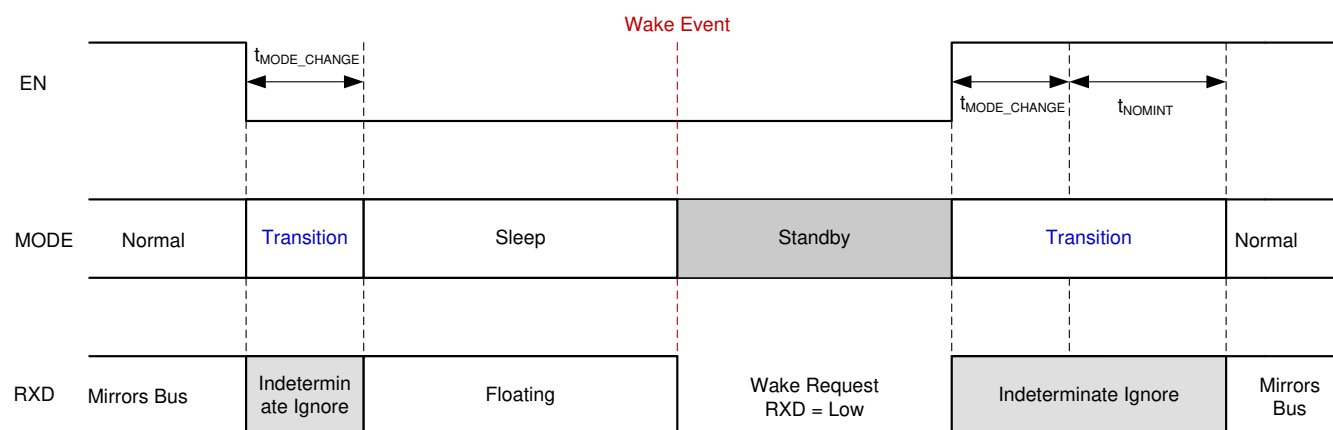 Wake Event
EN
tMODE_CHANGE
tMODE_CHANGE
tNOMINT
MODE
Normal
Transition
Sleep
Standby
Transition
Normal
RXD
Mirrors Bus
Indetermin
ate Ignore
Floating
Wake Request
RXD = Low
Indeterminate Ignore
Mirrors
Bus